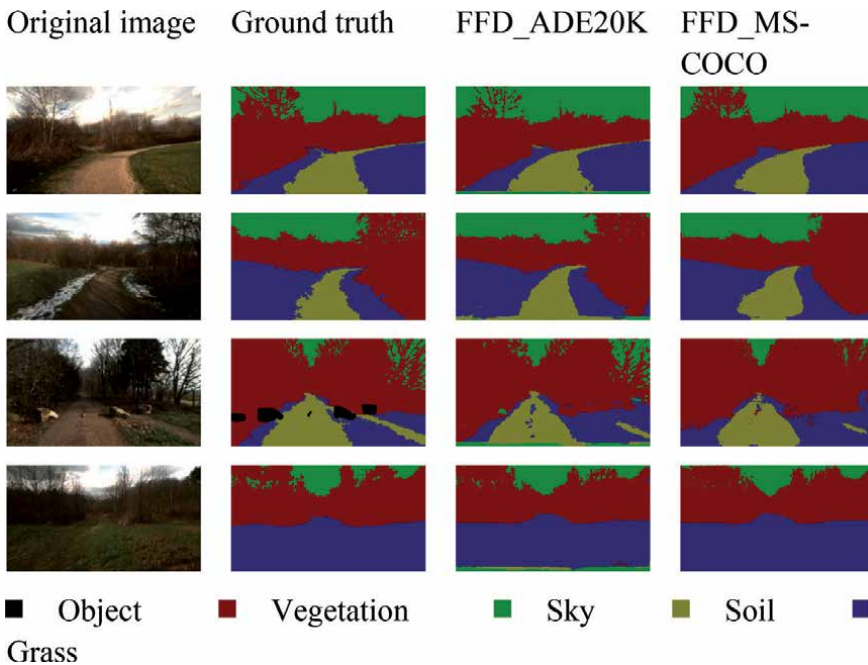 Original image Ground truth FFD_ADE20K FFD_MS-
COCO
Object Vegetation Sky Soil
Grass